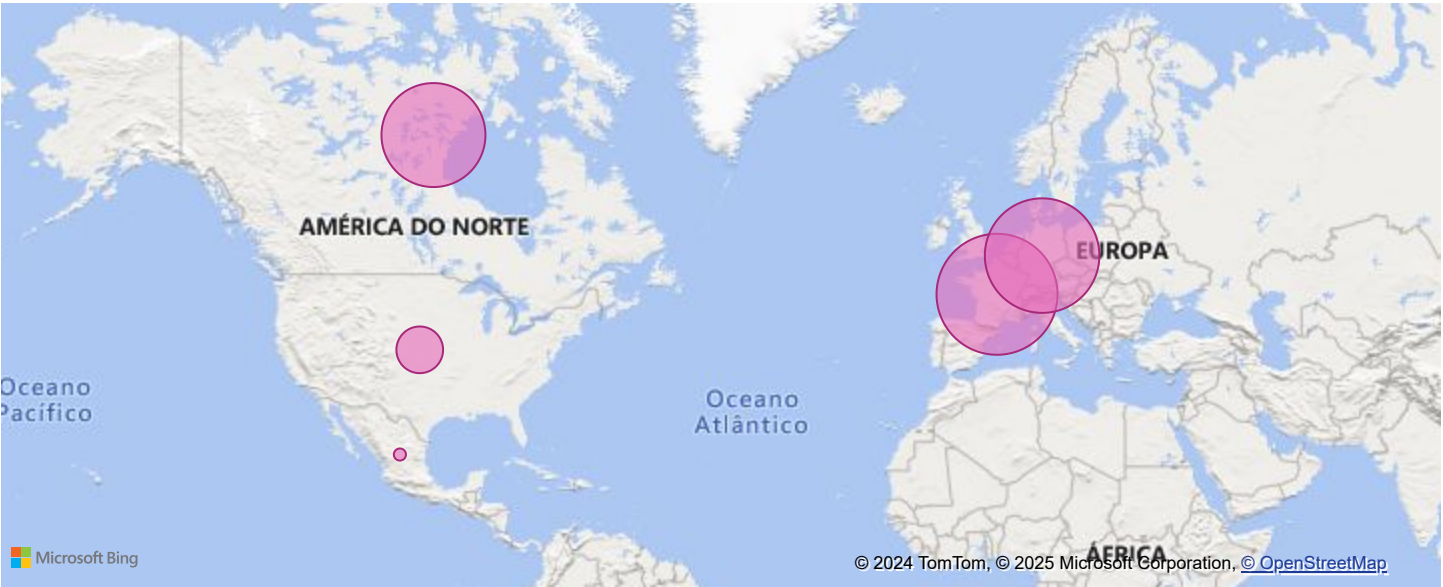 AMÉRICA DO NORTE
EUROPA
Oceano
Pacífico
Oceano
Atlântico
ÁFRICA
Microsoft Bing
© 2024 TomTom, © 2025 Microsoft Corporation, © OpenStreetMap